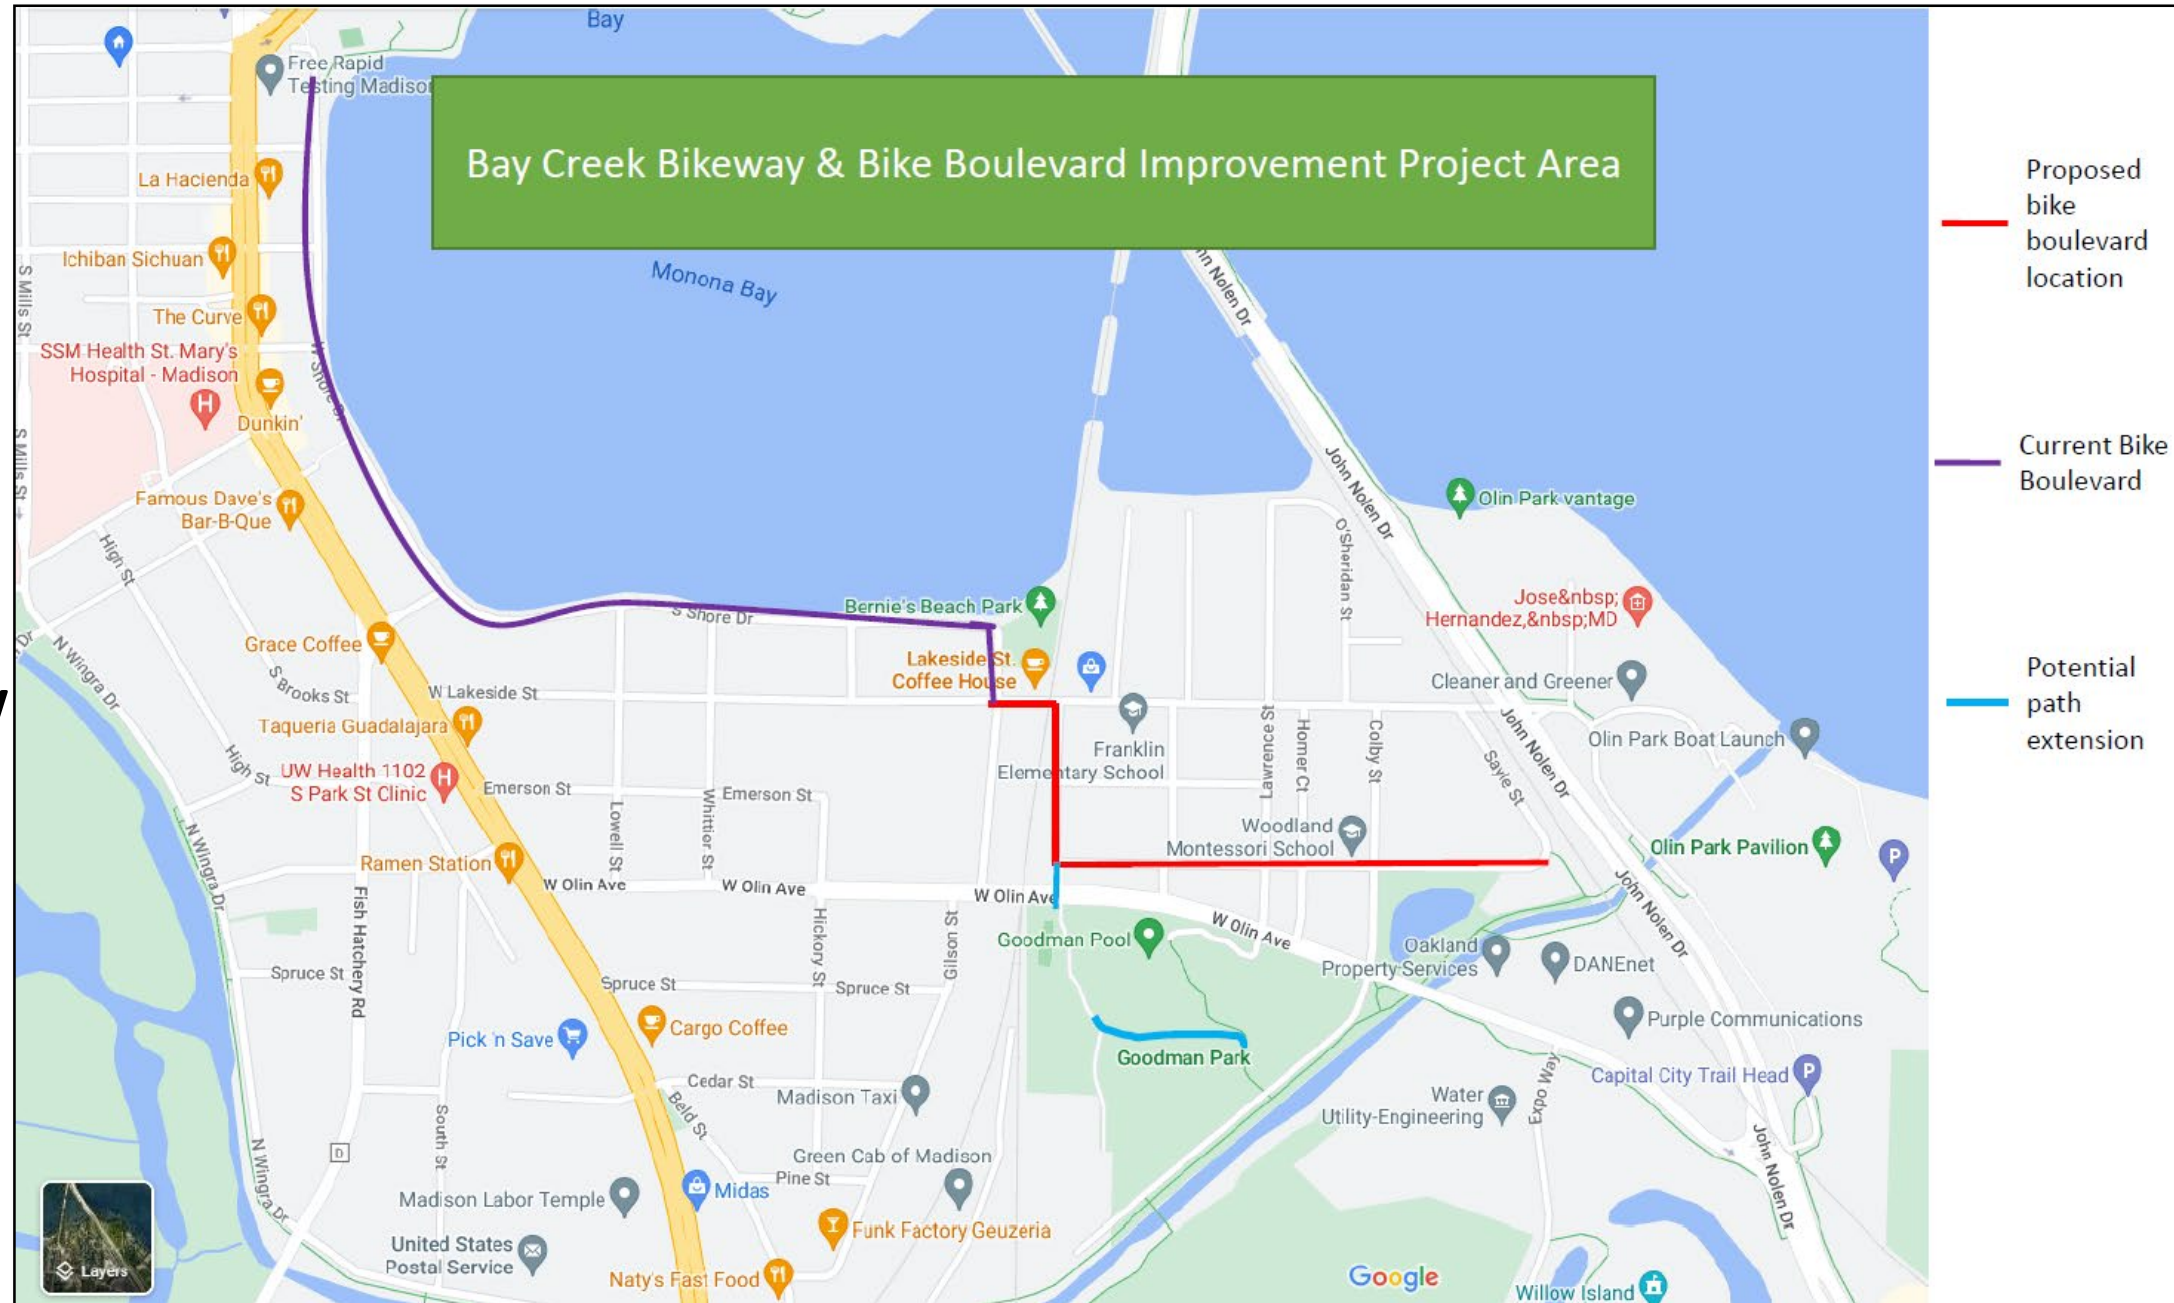 Bay
Free Rapid
Testing Madison
Bay Creek Bikeway & Bike Boulevard Improvement Project Area
La Hacienda
Ichiban Sichuan
S Mills St
The Curve
Monona Bay
John Nolen Dr
SSM Health St. Mary's
Hospital - Madison
W Shore Dr
Dunkin'
S Mills St
Famous Dave's
Bar-B-Que
John Nolen Dr
Olin Park vantage
High St
O'Sheridan St
Jose&nbsp;
Hernandez,&nbsp;MD
Bernie's Beach Park
S Shore Dr
Grace Coffee
N Wingra Dr
Lakeside St.
Coffee House
S Brooks St
W Lakeside St
Cleaner and Greener
Taqueria Guadalajara
Franklin
Elementary School
Lawrence St
Homer Ct
Colby St
Sayle St
John Nolen Dr
Olin Park Boat Launch
High St
UW Health 1102
S Park St Clinic
Emerson St
Emerson St
Lowell St
Whittier St
Woodland
Montessori School
Olin Park Pavilion
P
N Wingra Dr
Ramen Station
W Olin Ave
W Olin Ave
W Olin Ave
W Olin Ave
John Nolen Dr
Fish Hatchery Rd
Hickory St
Gilson St
Goodman Pool
Oakland
Property Services
DANEnet
Spruce St
Spruce St
Spruce St
Cargo Coffee
Pick 'n Save
Purple Communications
Goodman Park
Cedar St
Madison Taxi
Beld St
Water
Utility-Engineering
Expo Way
Capital City Trail Head
P
South St
D
N Wingra Dr
Green Cab of Madison
Pine St
John Nolen Dr
Madison Labor Temple
Midas
Funk Factory Geuzeria
United States
Postal Service
Naty's Fast Food
Layers
Google
Willow Island
Proposed
bike
boulevard
location
Current Bike
Boulevard
Potential
path
extension